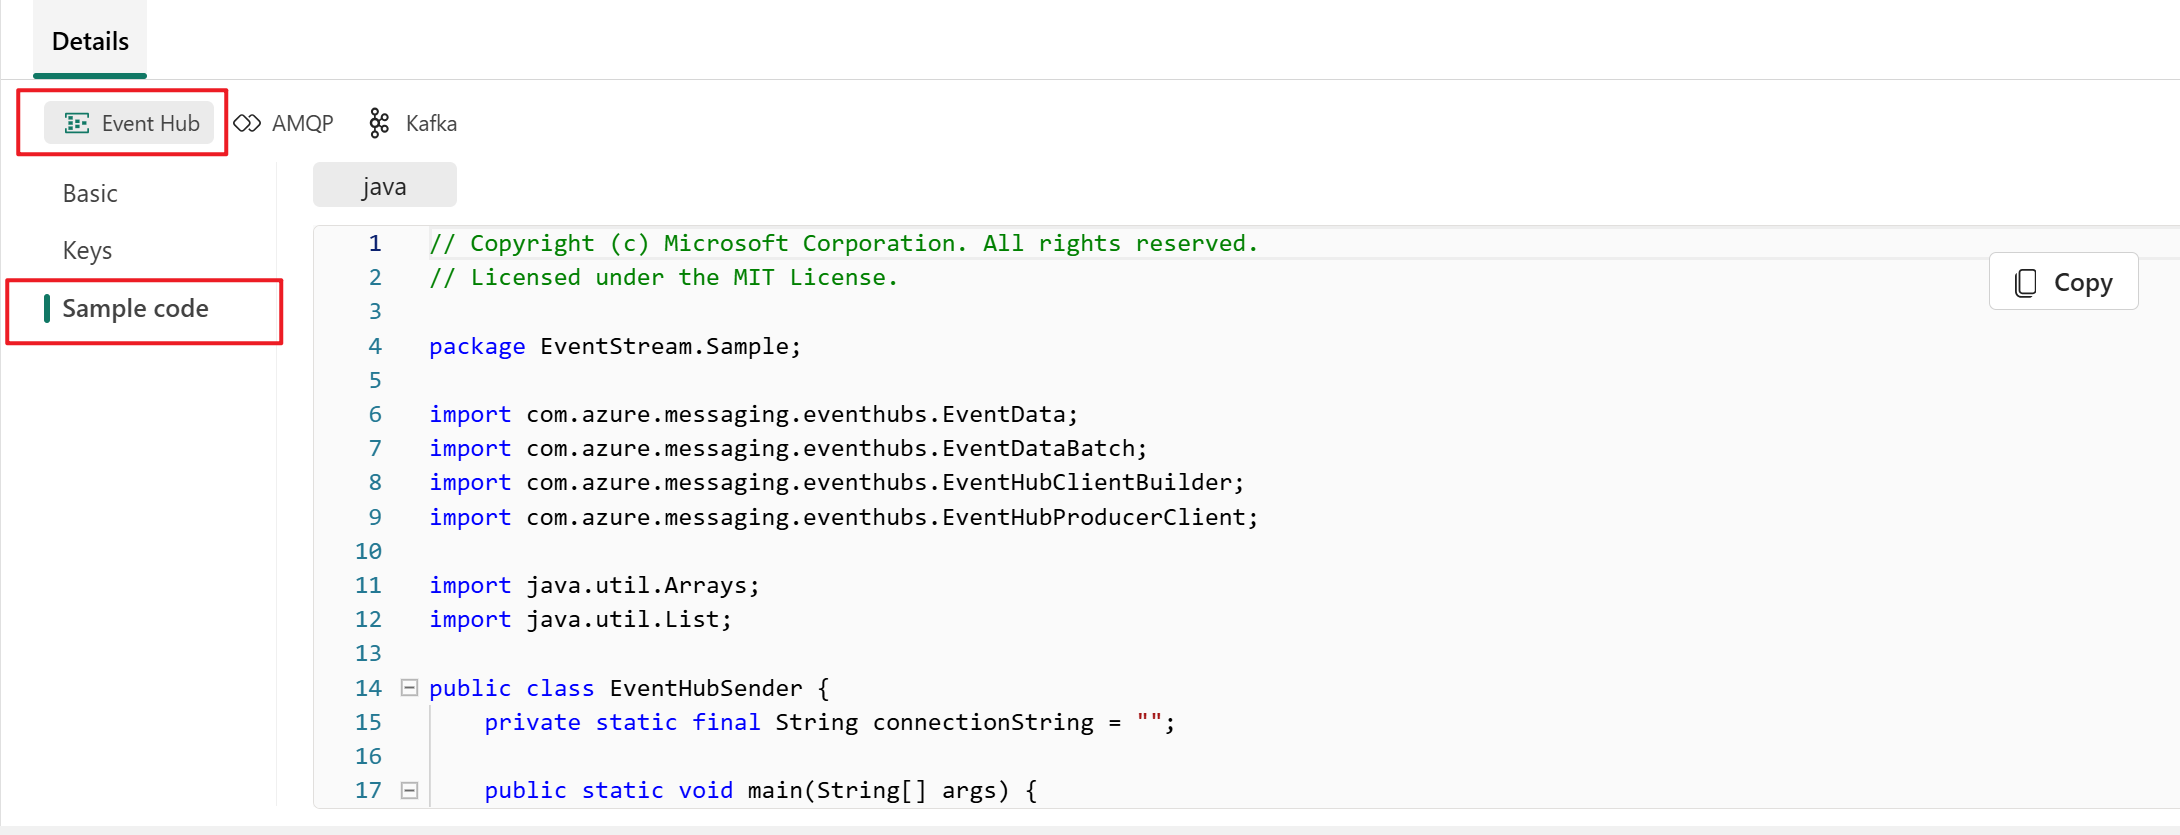 Details
Event Hub AMQP Kafka
Basic
Keys
Sample code
java
Copy
1 // Copyright (c) Microsoft Corporation. All rights reserved.
2 // Licensed under the MIT License.
3
4 package EventStream.Sample;
5
6 import com.azure.messaging.eventhubs.EventData;
7 import com.azure.messaging.eventhubs.EventDataBatch;
8 import com.azure.messaging.eventhubs.EventHubClientBuilder;
9 import com.azure.messaging.eventhubs.EventHubProducerClient;
10
11 import java.util.Arrays;
12 import java.util.List;
13
14 public class EventHubSender {
15     private static final String connectionString = "";
16
17     public static void main(String[] args) {